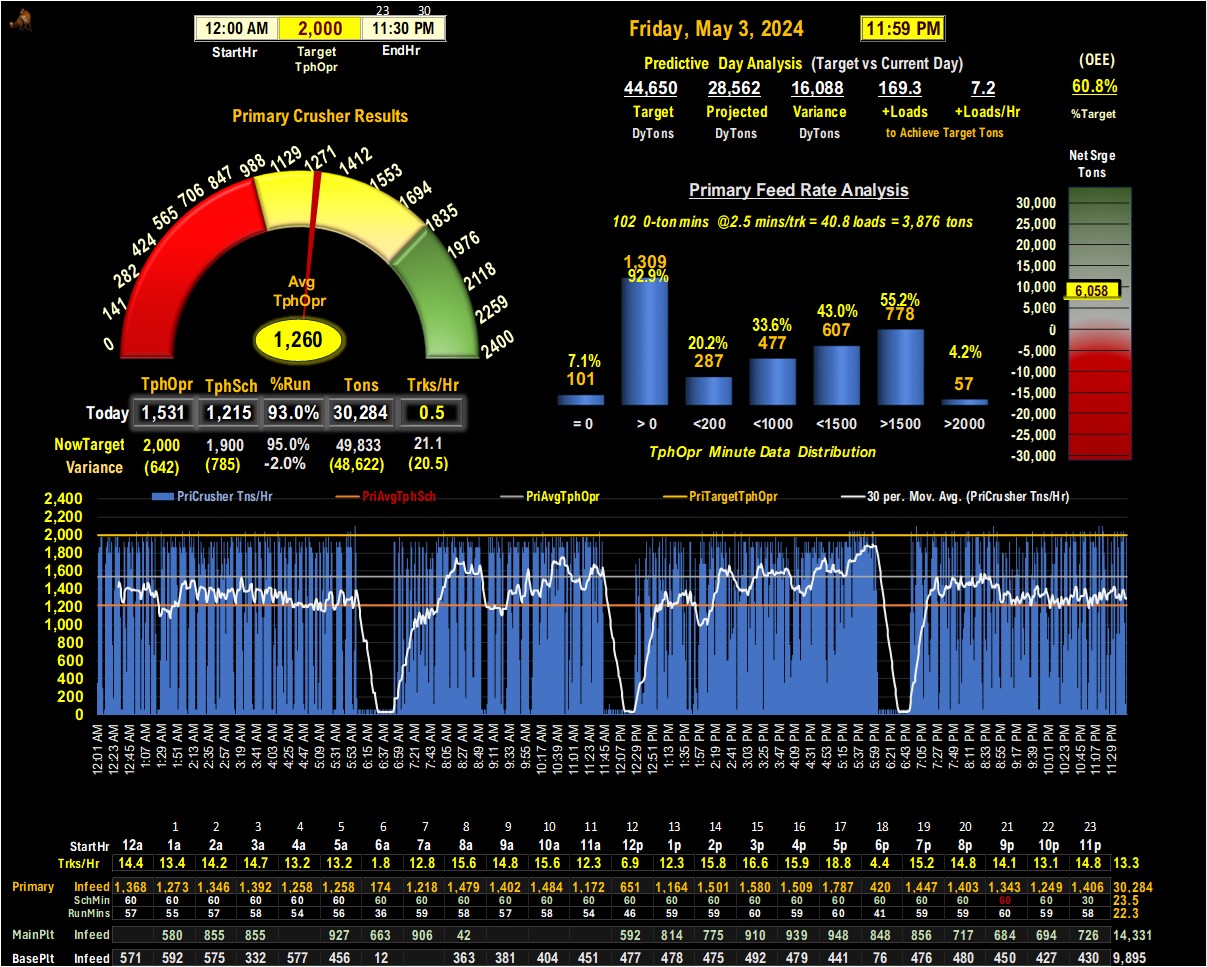 23 30
12:00 AM 2,000 11:30 PM
StartHr Target EndHr
TphOpr
Friday, May 3, 2024 11:59 PM
Predictive Day Analysis (Target vs Current Day)
44,650 28,562 16,088 169.3 7.2
Target Projected Variance +Loads +Loads/Hr
DyTons DyTons DyTons to Achieve Target Tons
(OEE)
60.8%
%Target
Primary Crusher Results
0 141 282 424 565 706 847 988 1129 1271 1412 1553 1694 1835 1976 2118 2259 2400
Avg
TphOpr
1,260
TphOpr TphSch %Run Tons Trks/Hr
Today 1,531 1,215 93.0% 30,284 0.5
NowTarget 2,000 1,900 95.0% 49,833 21.1
Variance (642) (785) -2.0% (48,622) (20.5)
Primary Feed Rate Analysis
102 0-ton mins @2.5 mins/trk = 40.8 loads = 3,876 tons
7.1% 92.9% 20.2% 33.6% 43.0% 55.2% 4.2%
101 1,309 287 477 607 778 57
= 0 > 0 <200 <1000 <1500 >1500 >2000
TphOpr Minute Data Distribution
Net Srge
Tons
30,000
25,000
20,000
15,000
10,000
6,058
5,000
0
-5,000
-10,000
-15,000
-20,000
-25,000
-30,000
PriCrusher Tns/Hr PriAvgTphSch PriAvgTphOpr PriTargetTphOpr 30 per. Mov. Avg. (PriCrusher Tns/Hr)
2,400
2,200
2,000
1,800
1,600
1,400
1,200
1,000
800
600
400
200
0
12:01 AM 12:23 AM 12:45 AM 1:07 AM 1:29 AM 1:51 AM 2:13 AM 2:35 AM 2:57 AM 3:19 AM 3:41 AM 4:03 AM 4:25 AM 4:47 AM 5:09 AM 5:31 AM 5:53 AM 6:15 AM 6:37 AM 6:59 AM 7:21 AM 7:43 AM 8:05 AM 8:27 AM 8:49 AM 9:11 AM 9:33 AM 9:55 AM 10:17 AM 10:39 AM 11:01 AM 11:23 AM 11:45 AM 12:07 PM 12:29 PM 12:51 PM 1:13 PM 1:35 PM 1:57 PM 2:19 PM 2:41 PM 3:03 PM 3:25 PM 3:47 PM 4:09 PM 4:31 PM 4:53 PM 5:15 PM 5:37 PM 5:59 PM 6:21 PM 6:43 PM 7:05 PM 7:27 PM 7:49 PM 8:11 PM 8:33 PM 8:55 PM 9:17 PM 9:39 PM 10:01 PM 10:23 PM 10:45 PM 11:07 PM 11:29 PM
1 2 3 4 5 6 7 8 9 10 11 12 13 14 15 16 17 18 19 20 21 22 23
StartHr 12a 1a 2a 3a 4a 5a 6a 7a 8a 9a 10a 11a 12p 1p 2p 3p 4p 5p 6p 7p 8p 9p 10p 11p
Trks/Hr 14.4 13.4 14.2 14.7 13.2 13.2 1.8 12.8 15.6 14.8 15.6 12.3 6.9 12.3 15.8 16.6 15.9 18.8 4.4 15.2 14.8 14.1 13.1 14.8 13.3
Primary Infeed 1,368 1,273 1,346 1,392 1,258 1,258 174 1,218 1,479 1,402 1,484 1,172 651 1,164 1,501 1,580 1,509 1,787 420 1,447 1,403 1,343 1,249 1,406 30,284
SchMin 60 60 60 60 60 60 60 60 60 60 60 60 60 60 60 60 60 60 60 60 60 60 60 30 23.5
RunMins 57 55 57 58 54 56 36 59 58 57 58 54 46 59 59 60 59 60 41 59 59 60 59 58 22.3
MainPlt Infeed 580 855 855 927 663 906 42 592 814 775 910 939 948 848 856 717 684 694 726 14,331
BasePlt Infeed 571 592 575 332 577 456 12 363 381 404 451 477 478 475 492 479 441 76 476 480 450 427 430 9,895